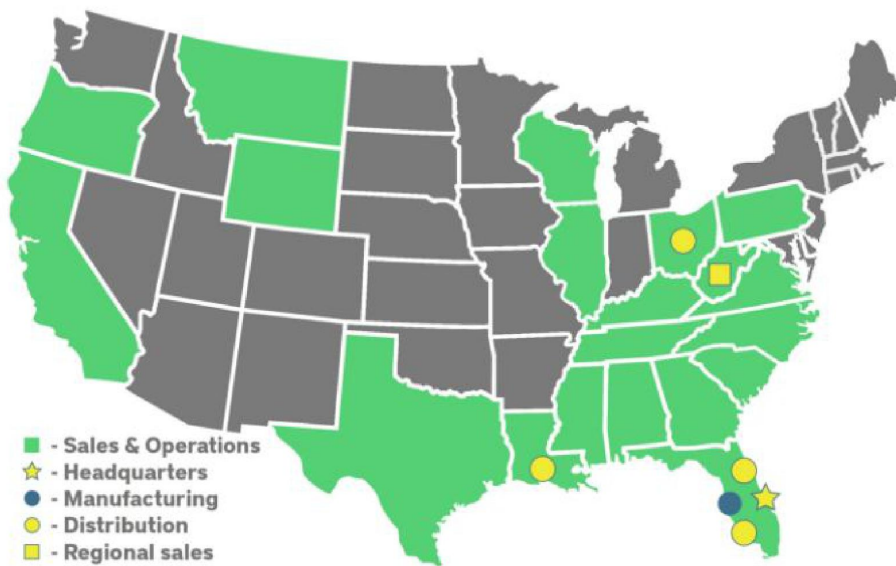 - Sales & Operations
- Headquarters
- Manufacturing
- Distribution
- Regional sales